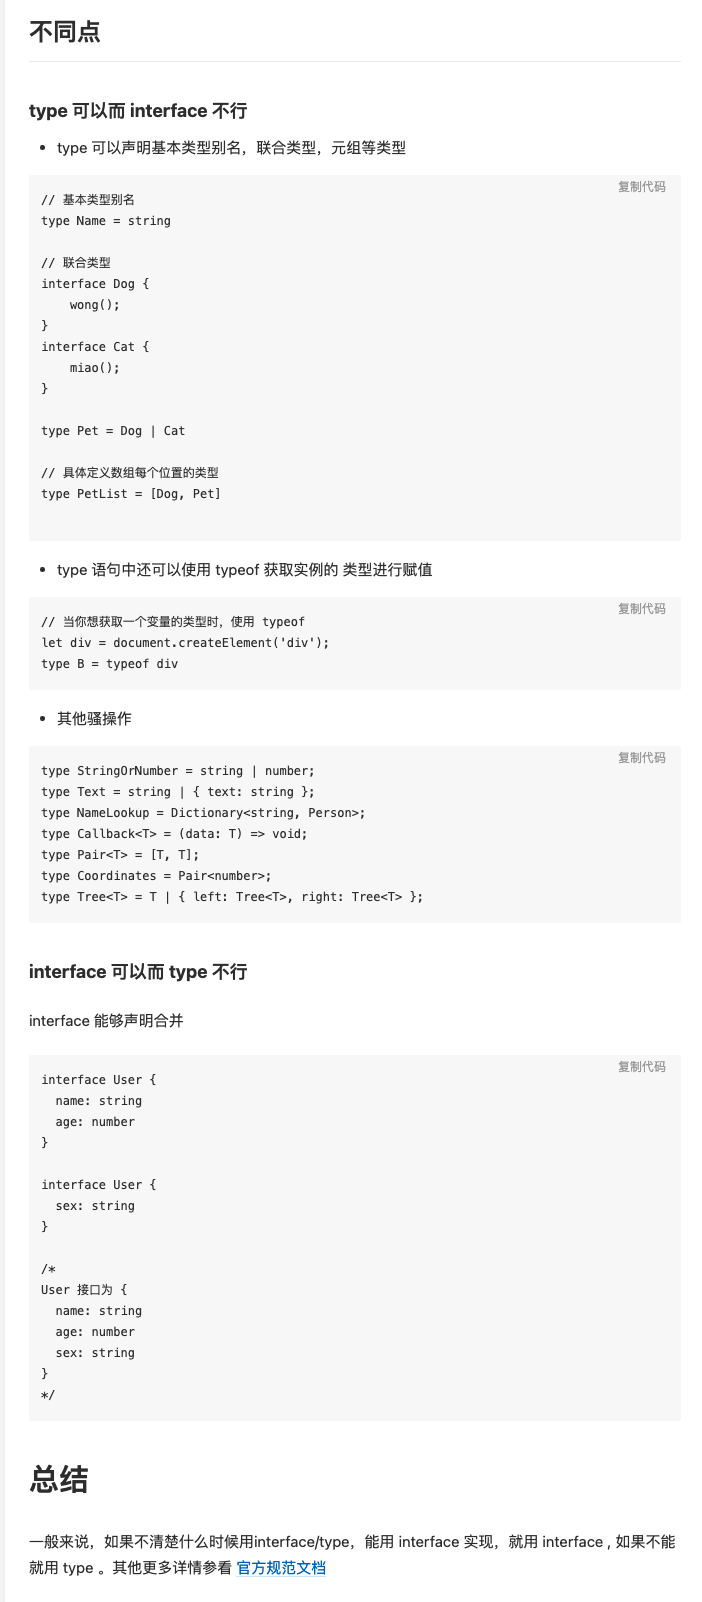 不同点
type 可以而 interface 不行
• type 可以声明基本类型别名，联合类型，元组等类型
复制代码
// 基本类型别名
type Name = string

// 联合类型
interface Dog {
    wong();
}
interface Cat {
    miao();
}

type Pet = Dog | Cat

// 具体定义数组每个位置的类型
type PetList = [Dog, Pet]

• type 语句中还可以使用 typeof 获取实例的 类型进行赋值
复制代码
// 当你想获取一个变量的类型时，使用 typeof
let div = document.createElement('div');
type B = typeof div

• 其他骚操作
复制代码
type StringOrNumber = string | number;
type Text = string | { text: string };
type NameLookup = Dictionary<string, Person>;
type Callback<T> = (data: T) => void;
type Pair<T> = [T, T];
type Coordinates = Pair<number>;
type Tree<T> = T | { left: Tree<T>, right: Tree<T> };

interface 可以而 type 不行
interface 能够声明合并
复制代码
interface User {
  name: string
  age: number
}

interface User {
  sex: string
}

/*
User 接口为 {
  name: string
  age: number
  sex: string
}
*/

总结
一般来说，如果不清楚什么时候用interface/type，能用 interface 实现，就用 interface , 如果不能
就用 type 。其他更多详情参看 官方规范文档